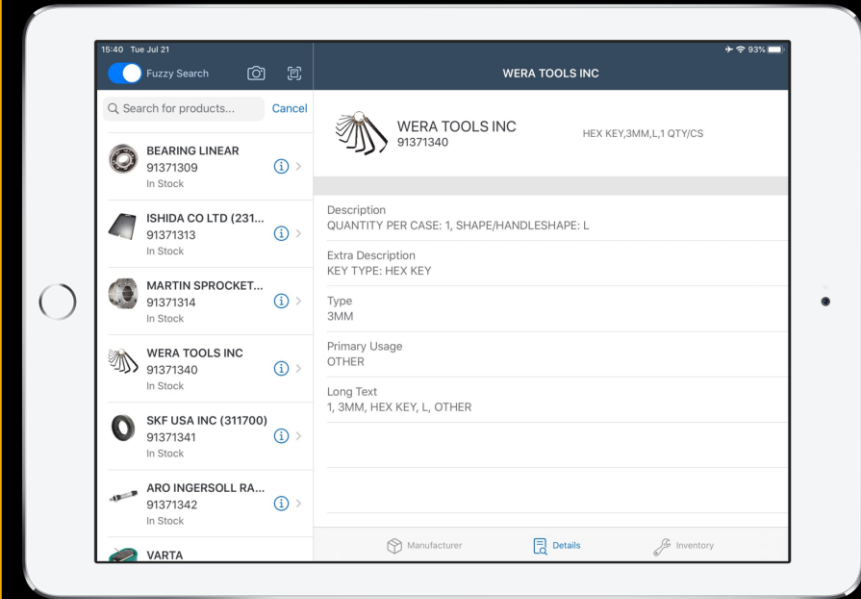 15:40 Tue Jul 21
93%
Fuzzy Search
WERA TOOLS INC
Search for products...
Cancel
BEARING LINEAR
91371309
In Stock
ISHIDA CO LTD (231...
91371313
In Stock
MARTIN SPROCKET...
91371314
In Stock
WERA TOOLS INC
91371340
In Stock
SKF USA INC (311700)
91371341
In Stock
ARO INGERSOLL RA...
91371342
In Stock
VARTA
WERA TOOLS INC
91371340
HEX KEY,3MM,L,1 QTY/CS
Description
QUANTITY PER CASE: 1, SHAPE/HANDLESHAPE: L
Extra Description
KEY TYPE: HEX KEY
Type
3MM
Primary Usage
OTHER
Long Text
1, 3MM, HEX KEY, L, OTHER
Manufacturer
Details
Inventory